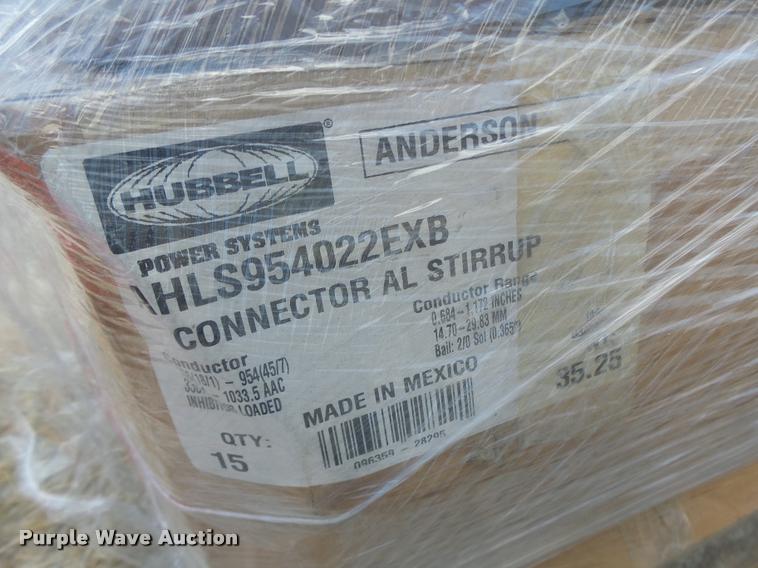 HUBBELL®
ANDERSON
POWER SYSTEMS
AHLS954022EXB
CONNECTOR AL STIRRUP
Conductor
- 954(45/7)
- 1033.5 AAC
INHIBITOR LOADED
Conductor Range
0.684-1.172 INCHES
14.70-29.83 MM
Bail: 2/0 Sol
MADE IN MEXICO
QTY:
15
096359 - 28295
35.25
Purple Wave Auction